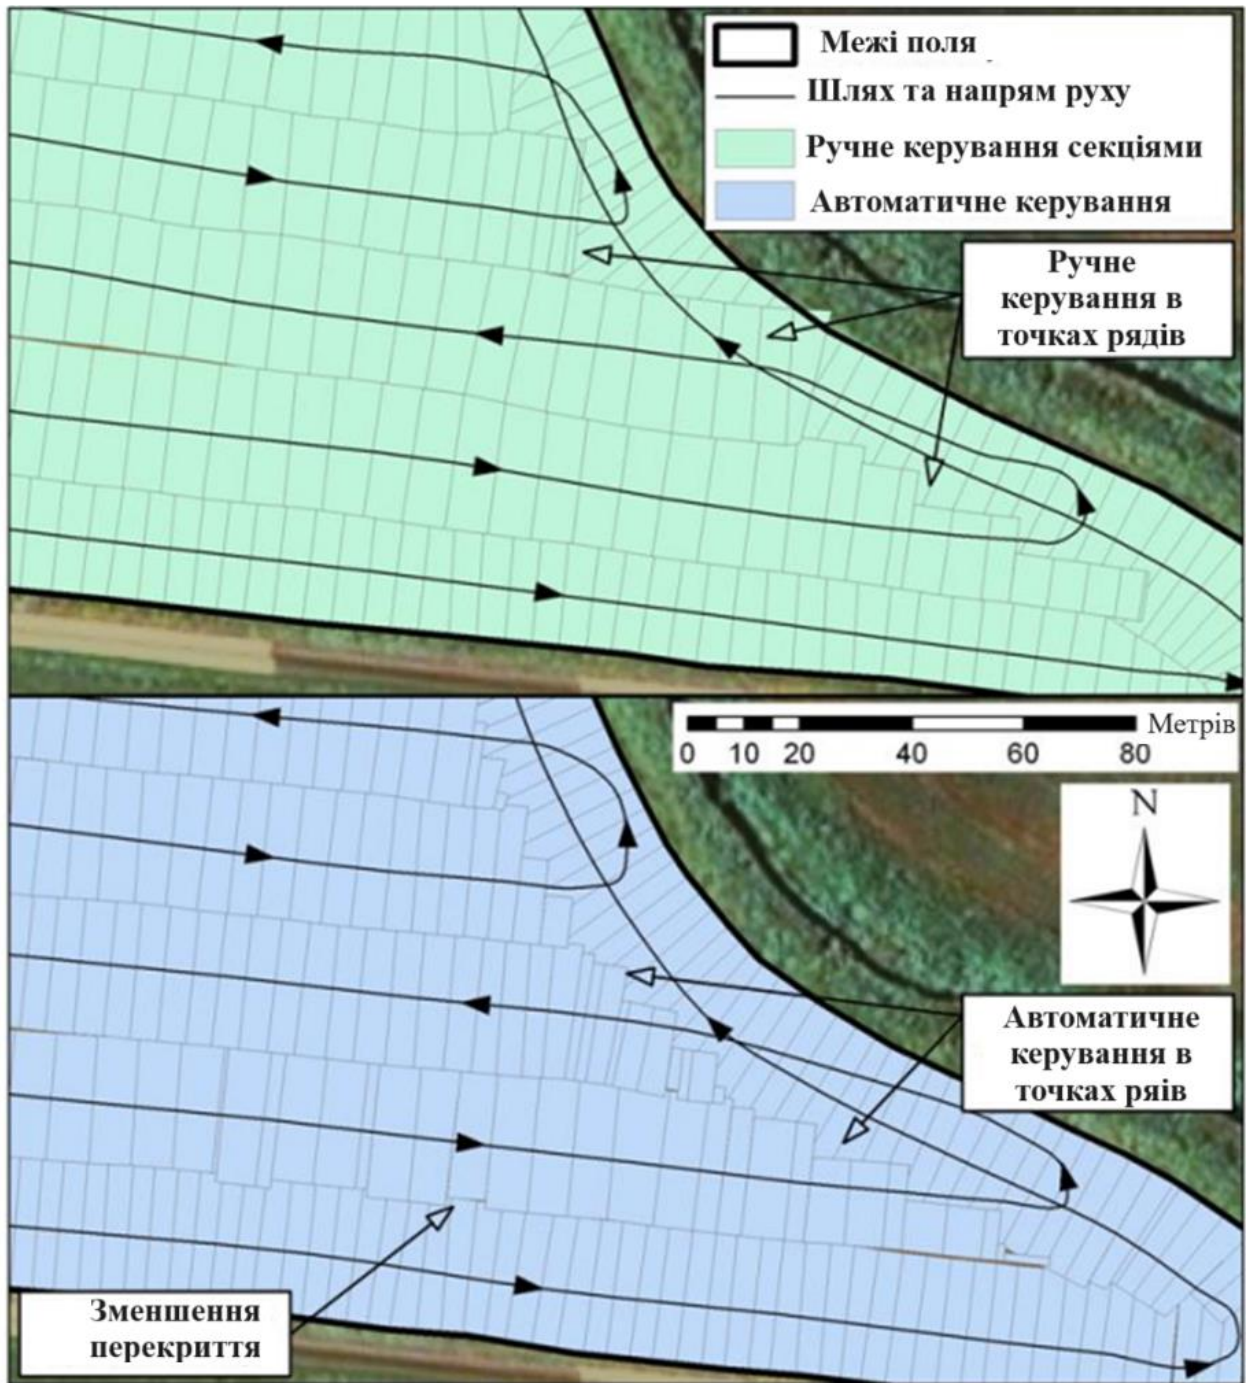 Межі поля
Шлях та напрям руху
Ручне керування секціями
Автоматичне керування
Ручне
керування в
точках рядів
Метрів
0 10 20 40 60 80
N
Автоматичне
керування в
точках ряів
Зменшення
перекриття